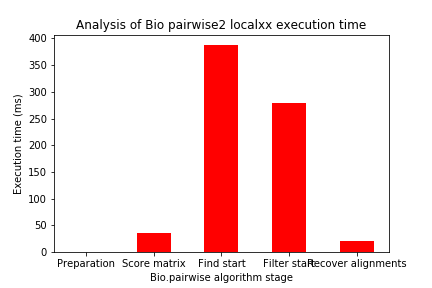 Analysis of Bio pairwise2 localxx execution time
400
350
300
250
200
150
100
50
0
Execution time (ms)
Preparation Score matrix Find start Filter start Recover alignments
Bio.pairwise algorithm stage